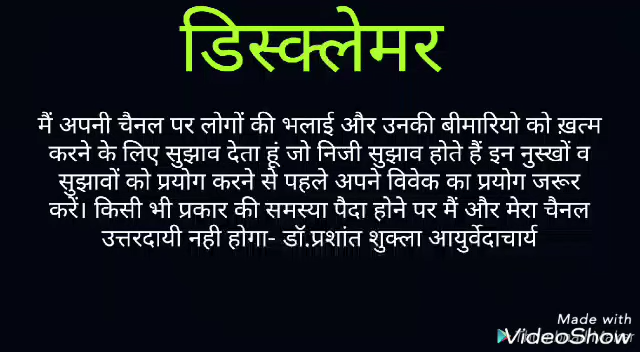 डिस्क्लेमर
मैं अपनी चैनल पर लोगों की भलाई और उनकी बीमारियो को ख़त्म
करने के लिए सुझाव देता हूं जो निजी सुझाव होते हैं इन नुस्खों व
सुझावों को प्रयोग करने से पहले अपने विवेक का प्रयोग जरूर
करें। किसी भी प्रकार की समस्या पैदा होने पर मैं और मेरा चैनल
उत्तरदायी नही होगा- डॉ.प्रशांत शुक्ला आयुर्वेदाचार्य
Made with
VideoShow